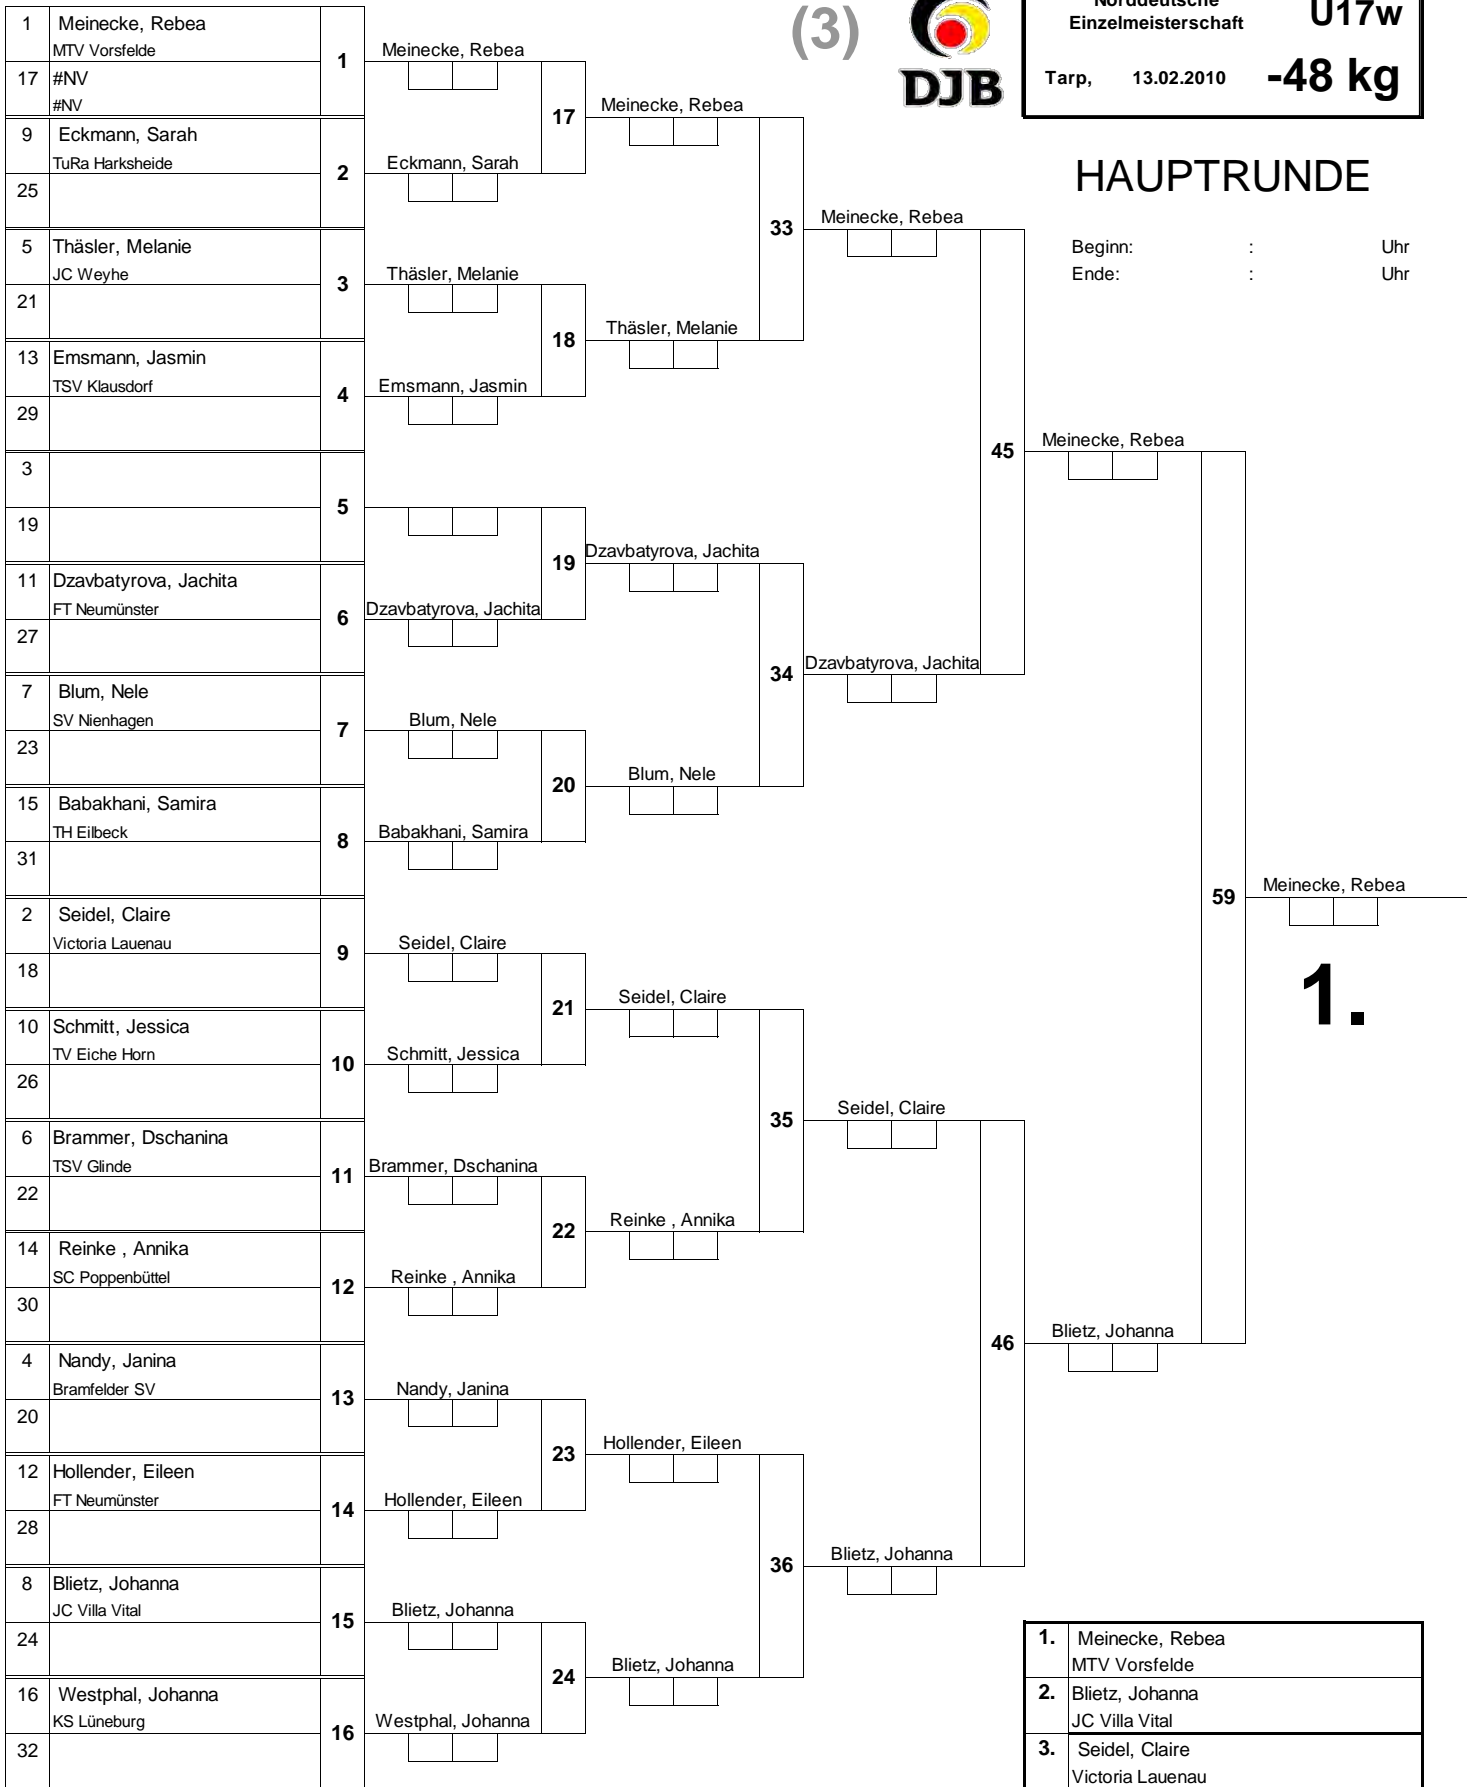 (3)
DJB
Norddeutsche
Einzelmeisterschaft
U17w
Tarp, 13.02.2010
-48 kg
HAUPTRUNDE
Beginn: : Uhr
Ende: : Uhr
1 Meinecke, Rebea
MTV Vorsfelde
17 #NV
#NV
1
9 Eckmann, Sarah
TuRa Harksheide
25
2
5 Thäsler, Melanie
JC Weyhe
21
3
13 Emsmann, Jasmin
TSV Klausdorf
29
4
3
19
5
11 Dzavbatyrova, Jachita
FT Neumünster
27
6
7 Blum, Nele
SV Nienhagen
23
7
15 Babakhani, Samira
TH Eilbeck
31
8
2 Seidel, Claire
Victoria Lauenau
18
9
10 Schmitt, Jessica
TV Eiche Horn
26
10
6 Brammer, Dschanina
TSV Glinde
22
11
14 Reinke , Annika
SC Poppenbüttel
30
12
4 Nandy, Janina
Bramfelder SV
20
13
12 Hollender, Eileen
FT Neumünster
28
14
8 Blietz, Johanna
JC Villa Vital
24
15
16 Westphal, Johanna
KS Lüneburg
32
16
Meinecke, Rebea
17
Eckmann, Sarah
Thäsler, Melanie
18
Emsmann, Jasmin
19
Dzavbatyrova, Jachita
Blum, Nele
20
Babakhani, Samira
Seidel, Claire
21
Schmitt, Jessica
Brammer, Dschanina
22
Reinke , Annika
Nandy, Janina
23
Hollender, Eileen
Blietz, Johanna
24
Westphal, Johanna
Meinecke, Rebea
33
Thäsler, Melanie
Dzavbatyrova, Jachita
34
Blum, Nele
Seidel, Claire
35
Reinke , Annika
Hollender, Eileen
36
Blietz, Johanna
Meinecke, Rebea
45
Dzavbatyrova, Jachita
Seidel, Claire
46
Blietz, Johanna
Meinecke, Rebea
59
Blietz, Johanna
Meinecke, Rebea
1.
1. Meinecke, Rebea
MTV Vorsfelde
2. Blietz, Johanna
JC Villa Vital
3. Seidel, Claire
Victoria Lauenau